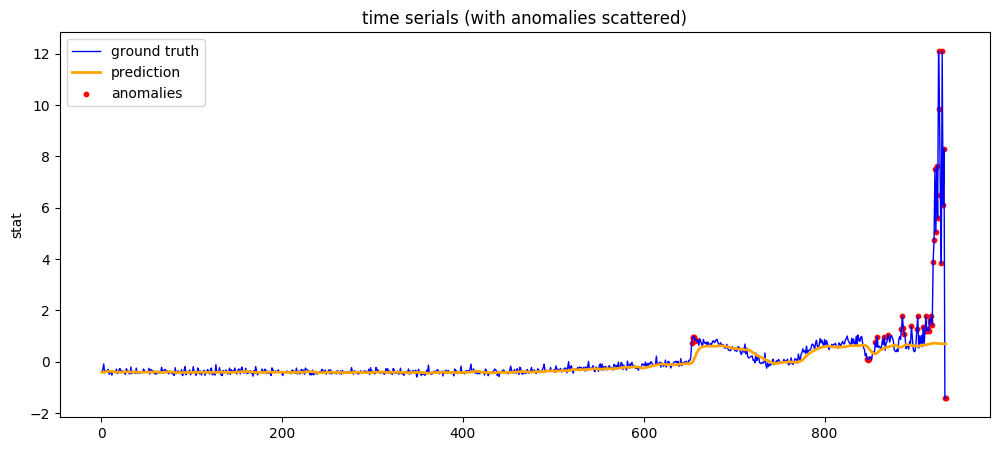 time serials (with anomalies scattered)
ground truth
prediction
anomalies
stat
12
10
8
6
4
2
0
−2
0 200 400 600 800